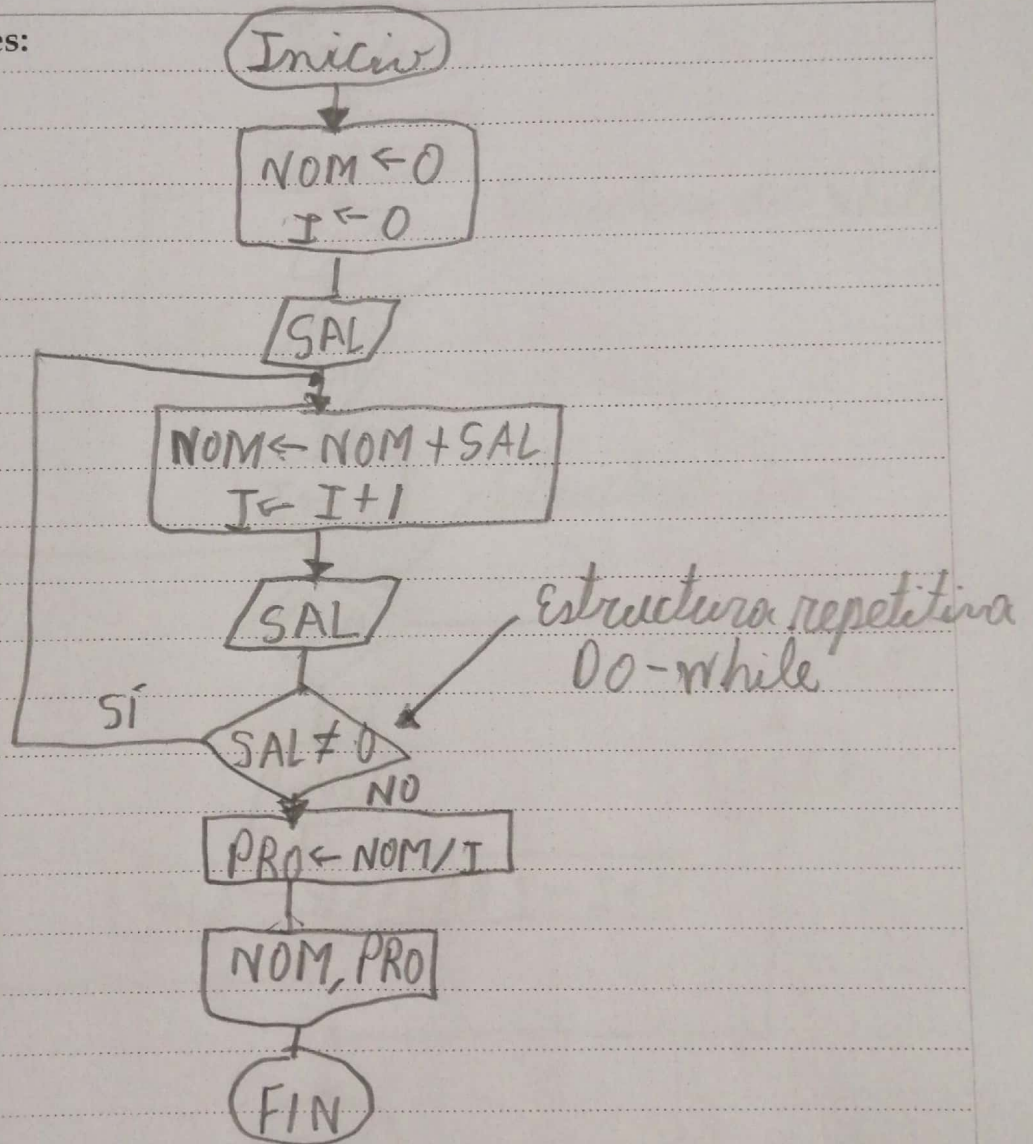 es:
Inicio
NOM ← 0
I ← 0
SAL
NOM ← NOM + SAL
I ← I + 1
SAL
Estructura repetitiva
DO-While
SÍ
SAL ≠ 0
NO
PRO ← NOM/I
NOM, PRO
FIN